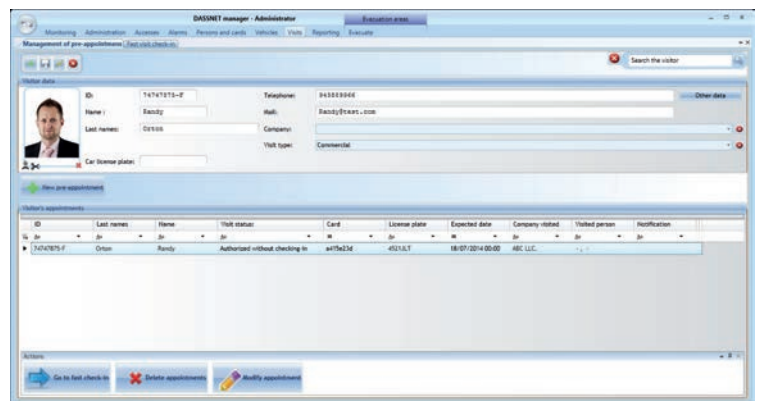 DASSNET manager - Administrator Evacuation areas
Monitoring Administration Accesses Alarms Persons and cards Vehicles Visits Reporting Evacuate
Management of pre-appointment Fast visit check-in
Search the visitor
Visitor data
ID: 74747875-F Telephone: 945889966 Other data
Name : Randy Mail: Randy@test.com
Last names: Orton Company:
Visit type: Commercial
Car license plate:
New pre-appointment
Visitor's appointments
ID Last names Name Visit status: Card License plate Expected date Company visited Visited person Notification
74747875-F Orton Randy Authorized without checking-in a415e23d 4521JLT 18/07/2014 00:00 ABC LLC. - , -
Actions
Go to fast check-in Delete appointments Modify appointment